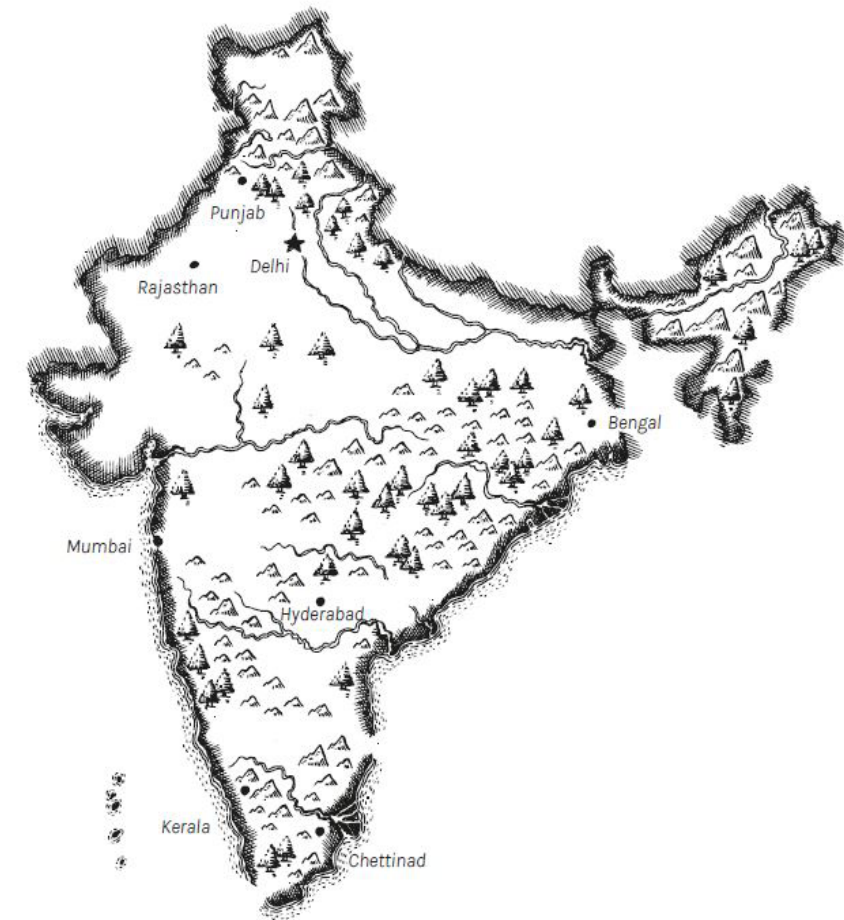 Punjab
Delhi
Rajasthan
Bengal
Mumbai
Hyderabad
Kerala
Chettinad